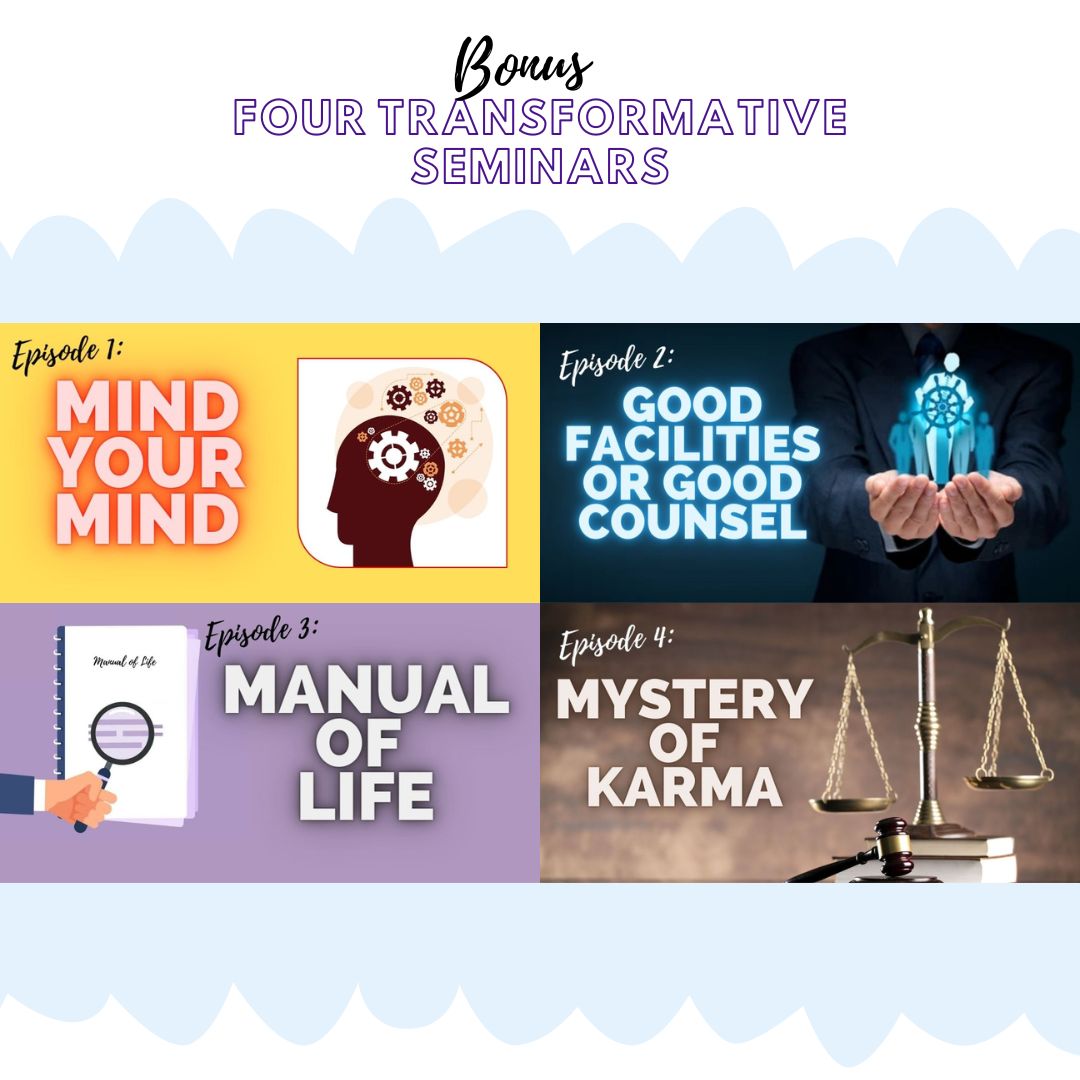 Bonus
FOUR TRANSFORMATIVE
SEMINARS
Episode 1:
MIND
YOUR
MIND
Episode 2:
GOOD
FACILITIES
OR GOOD
COUNSEL
Episode 3:
Manual of Life
MANUAL
OF
LIFE
Episode 4:
MYSTERY
OF
KARMA